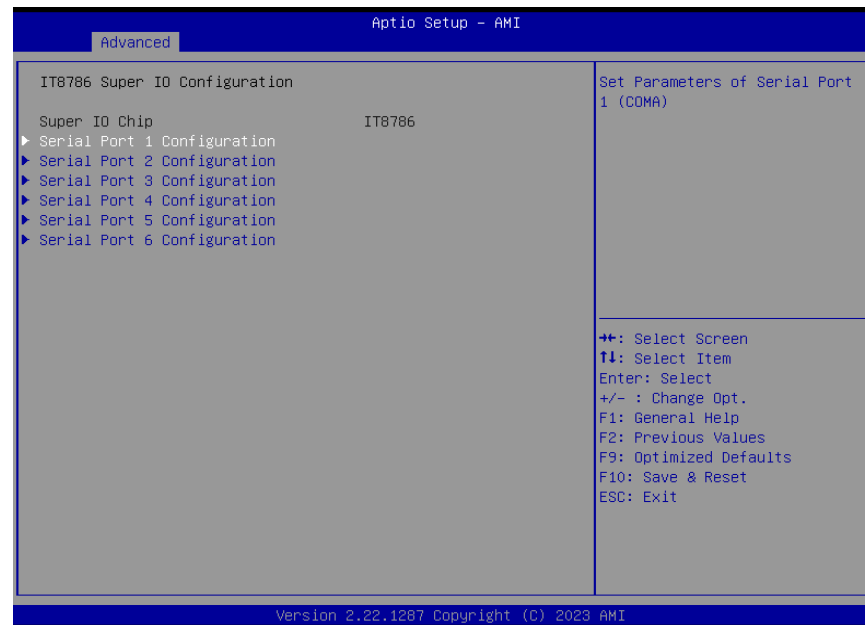 Aptio Setup – AMI
Advanced
IT8786 Super IO Configuration
Super IO Chip IT8786
Serial Port 1 Configuration
Serial Port 2 Configuration
Serial Port 3 Configuration
Serial Port 4 Configuration
Serial Port 5 Configuration
Serial Port 6 Configuration
Set Parameters of Serial Port
1 (COMA)
→←: Select Screen
↑↓: Select Item
Enter: Select
+/- : Change Opt.
F1: General Help
F2: Previous Values
F9: Optimized Defaults
F10: Save & Reset
ESC: Exit
Version 2.22.1287 Copyright (C) 2023 AMI